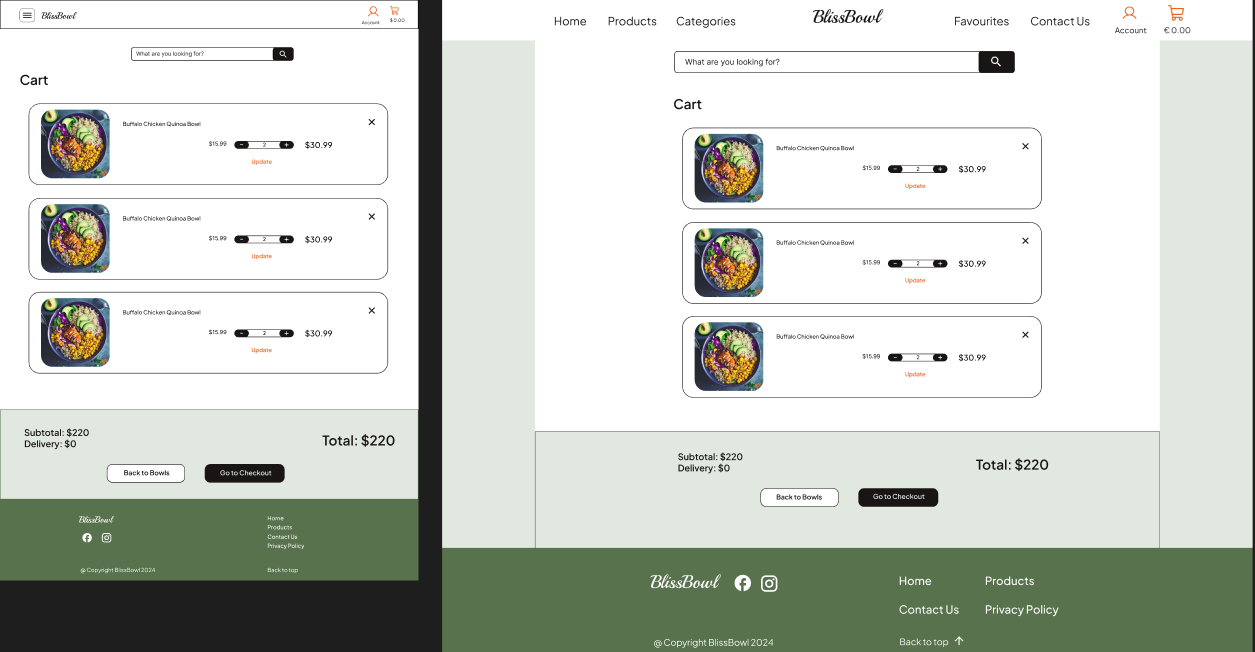 BlissBowl
Account
$ 0.00
What are you looking for?
Cart
Buffalo Chicken Quinoa Bowl
$15.99 - 2 + $30.99
Update
Buffalo Chicken Quinoa Bowl
$15.99 - 2 + $30.99
Update
Buffalo Chicken Quinoa Bowl
$15.99 - 2 + $30.99
Update
Subtotal: $220
Delivery: $0
Total: $220
Back to Bowls
Go to Checkout
BlissBowl
Home
Products
Contact Us
Privacy Policy
@ Copyright BlissBowl 2024
Back to top
Home Products Categories BlissBowl Favourites Contact Us
Account
€ 0.00
What are you looking for?
Cart
Buffalo Chicken Quinoa Bowl
$15.99 - 2 + $30.99
Update
Buffalo Chicken Quinoa Bowl
$15.99 - 2 + $30.99
Update
Buffalo Chicken Quinoa Bowl
$15.99 - 2 + $30.99
Update
Subtotal: $220
Delivery: $0
Total: $220
Back to Bowls
Go to Checkout
BlissBowl
Home Products
Contact Us Privacy Policy
@ Copyright BlissBowl 2024
Back to top